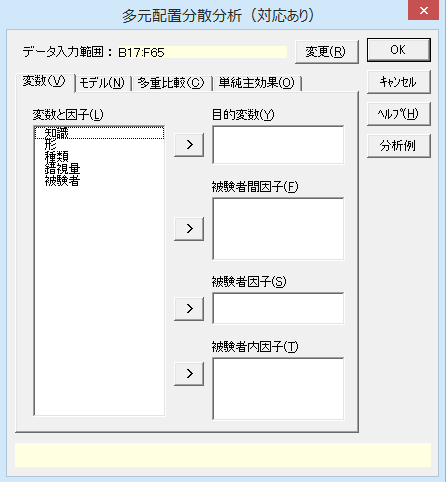 多元配置分散分析（対応あり）
データ入力範囲： B17:F65
変更(R)
OK
キャンセル
ヘルプ(H)
分析例
変数(V)
モデル(N)
多重比較(C)
単純主効果(O)
変数と因子(L)
知識
形
種類
錯視量
被験者
>
目的変数(Y)
>
被験者間因子(F)
>
被験者因子(S)
>
被験者内因子(T)